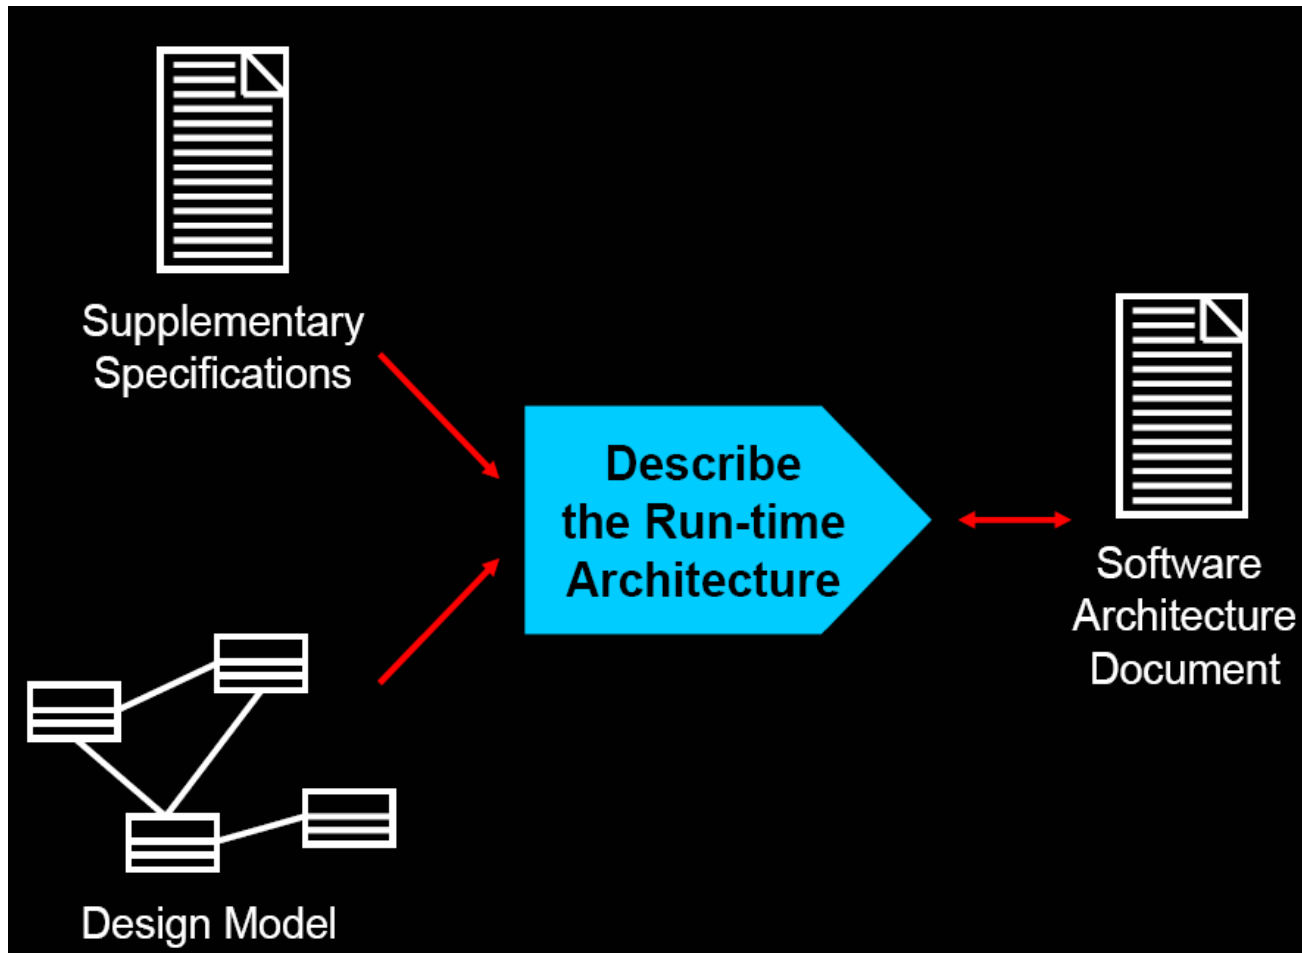 Supplementary
Specifications
Describe
the Run-time
Architecture
Software
Architecture
Document
Design Model